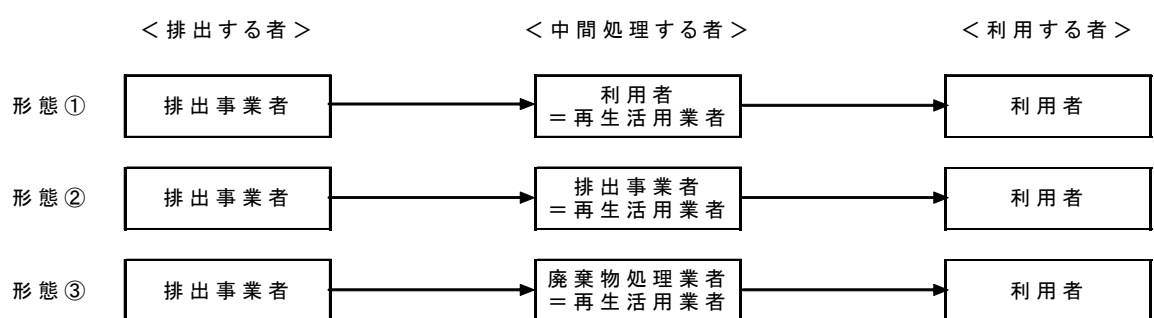 ＜排出する者＞ ＜中間処理する者＞ ＜利用する者＞
形態① 排出事業者 利用者
＝再生活用業者 利用者
形態② 排出事業者 排出事業者
＝再生活用業者 利用者
形態③ 排出事業者 廃棄物処理業者
＝再生活用業者 利用者